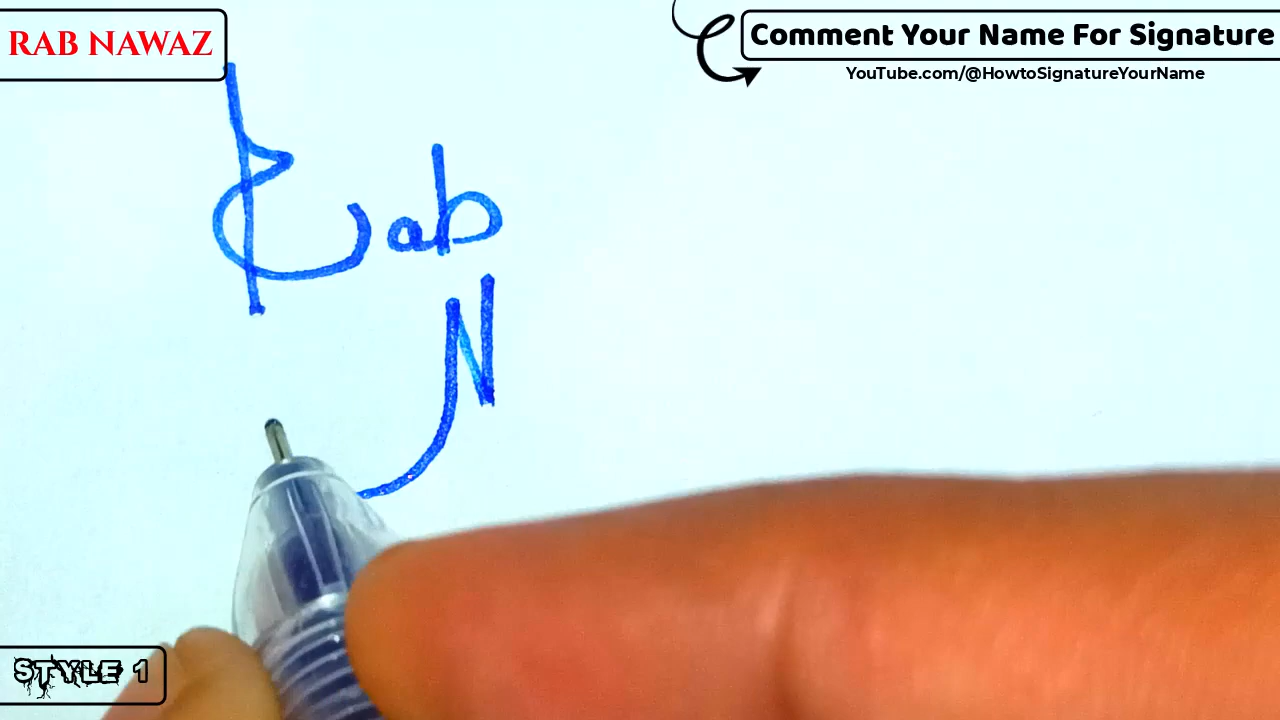 RAB NAWAZ
Comment Your Name For Signature
YouTube.com/@HowtoSignatureYourName
Rab
N
STYLE 1